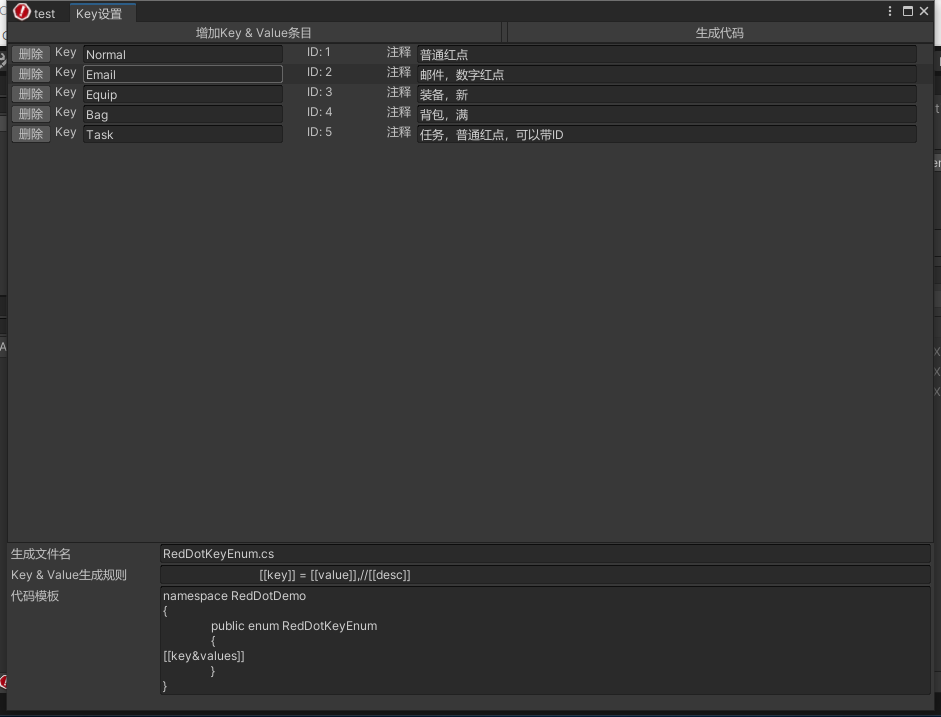 test Key设置
增加Key & Value条目 生成代码
删除 Key Normal ID: 1 注释 普通红点
删除 Key Email ID: 2 注释 邮件，数字红点
删除 Key Equip ID: 3 注释 装备，新
删除 Key Bag ID: 4 注释 背包，满
删除 Key Task ID: 5 注释 任务，普通红点，可以带ID
生成文件名 RedDotKeyEnum.cs
Key & Value生成规则 [[key]] = [[value]],//[[desc]]
代码模板 namespace RedDotDemo
{
public enum RedDotKeyEnum
{
[[key&values]]
}
}